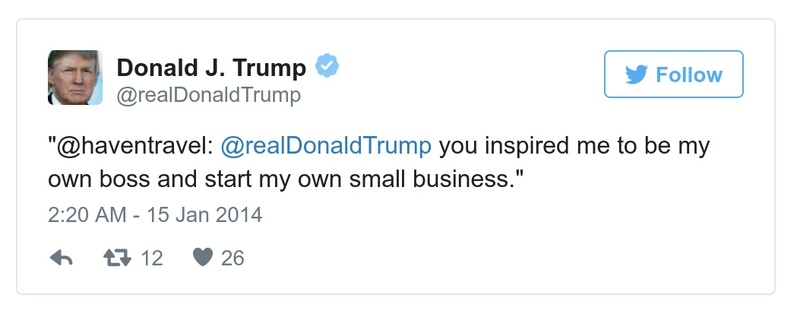 Donald J. Trump
@realDonaldTrump
Follow
"@haventravel: @realDonaldTrump you inspired me to be my
own boss and start my own small business."
2:20 AM - 15 Jan 2014
12 26